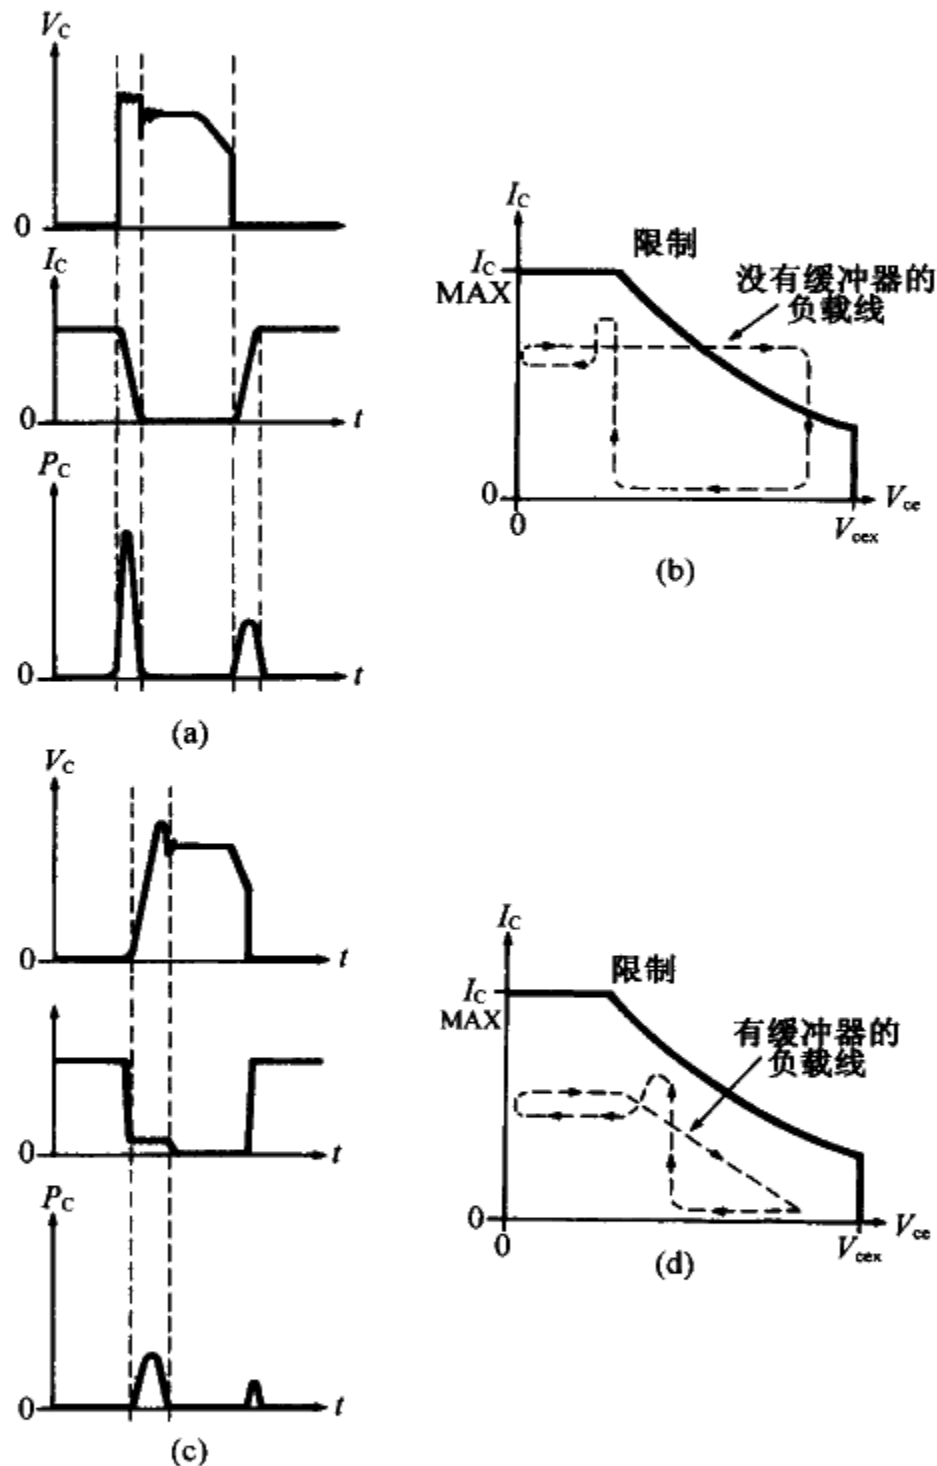 V_C
0
I_C
0
t
P_C
0
t
(a)
I_C
限制
I_C
MAX
没有缓冲器的
负载线
0
0
V_ce
V_cex
(b)
V_C
0
t
0
t
P_C
0
t
(c)
I_C
限制
I_C
MAX
有缓冲器的
负载线
0
0
V_ce
V_cex
(d)